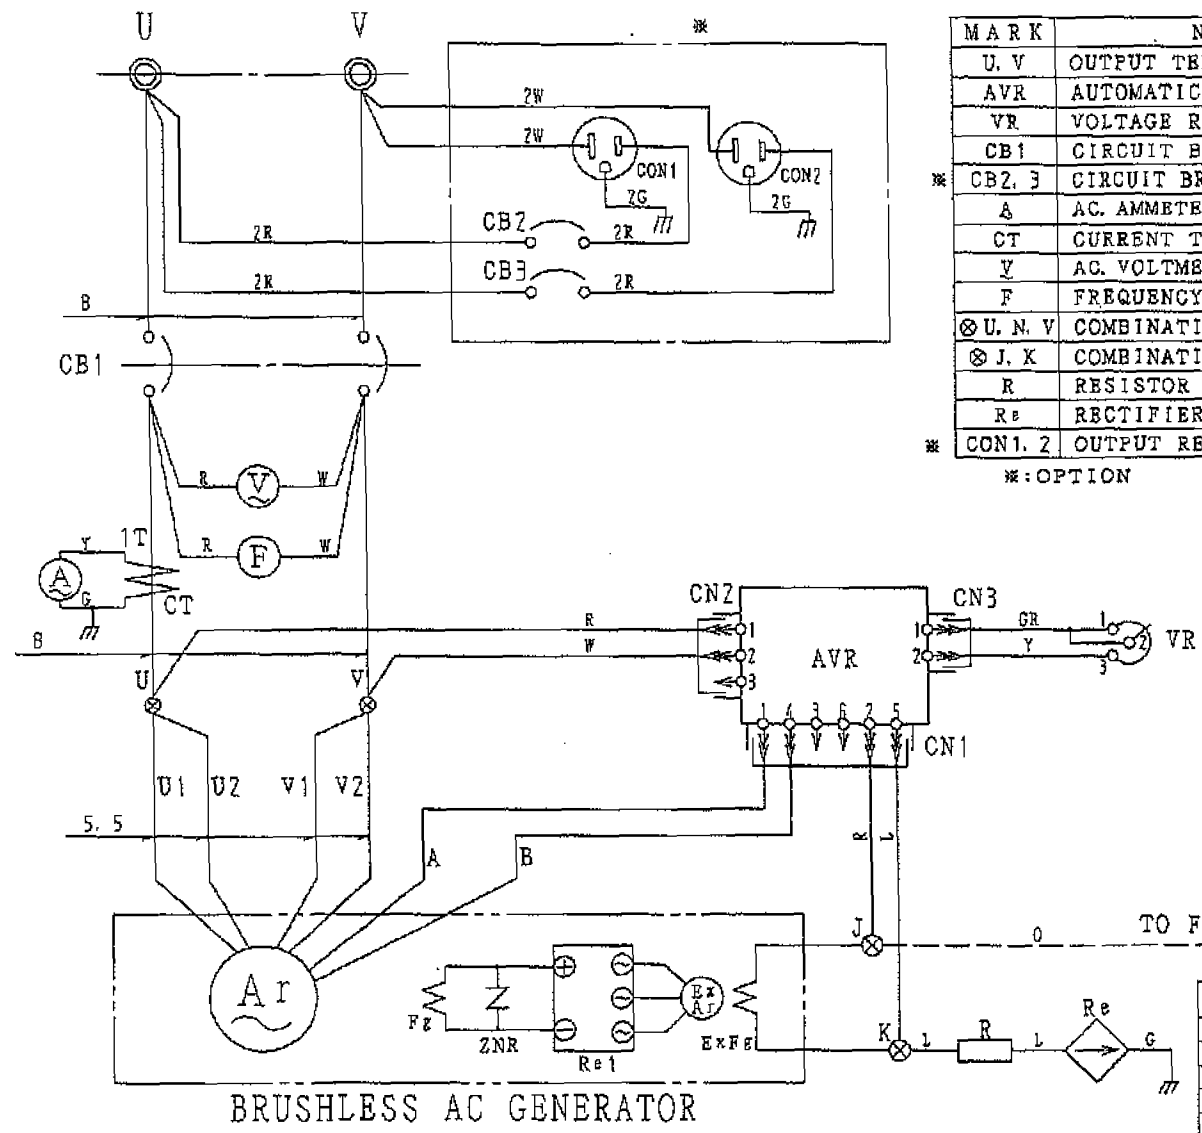 U V
※
2W
2W
CON1
CON2
2G
2G
CB2
2R
2R
CB3
2R
2R
8
CB1
R V W
R F W
1T
Y
A
G
CT
8
U V
R
W
CN2
1
2
3
AVR
CN3
1
2
GR
Y
1
2
3
VR
1 4 3 6 2 5
CN1
U1 U2 V1 V2
5.5
A B
R L
J
O
TO F
Ar
Fg
ZNR
Re1
Ex
Ar
ExFg
K
L
R
L
Re
G
BRUSHLESS AC GENERATOR
MARK N
U. V OUTPUT TE
AVR AUTOMATIC
VR VOLTAGE R
CB1 CIRCUIT B
※ CB2, 3 CIRCUIT BR
A AC. AMMETE
CT CURRENT T
V AC. VOLTME
F FREQUENCY
⊗U. N. V COMBINATI
⊗J. K COMBINATI
R RESISTOR
Re RECTIFIER
※ CON1. 2 OUTPUT RE
※:OPTION